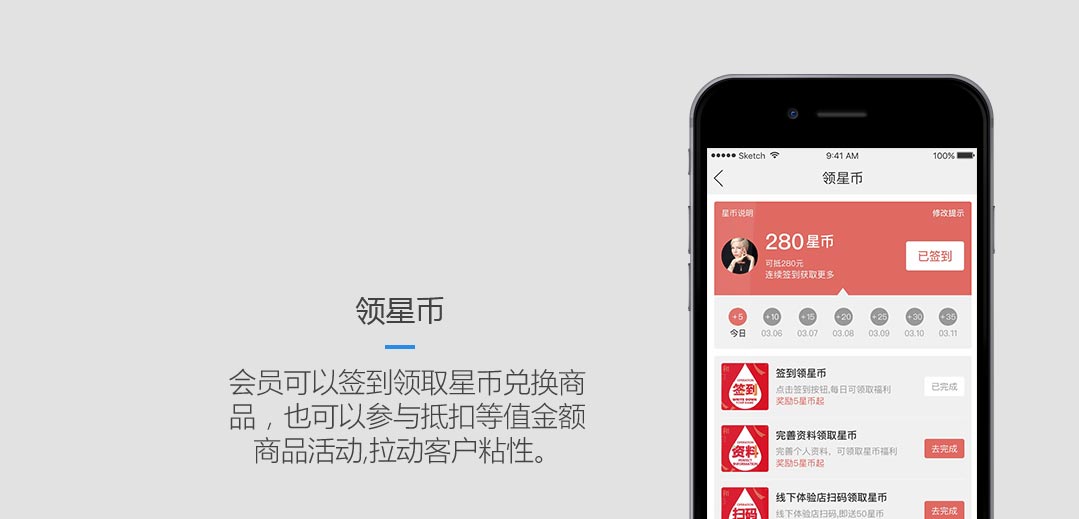 领星币
会员可以签到领取星币兑换商
品，也可以参与抵扣等值金额
商品活动,拉动客户粘性。
Sketch 9:41 AM 100%
领星币
星币说明 修改提示
280星币
可抵280元
连续签到获取更多
已签到
+5 +10 +15 +20 +25 +30 +35
今日 03.06 03.07 03.08 03.09 03.10 03.11
签到
签到领星币
点击签到按钮,每日可领取福利
奖励5星币起
已完成
资料
完善资料领取星币
完善个人资料，可领取星币福利
奖励5星币起
去完成
扫码
线下体验店扫码领取星币
线下体验店扫码,即送50星币
去完成